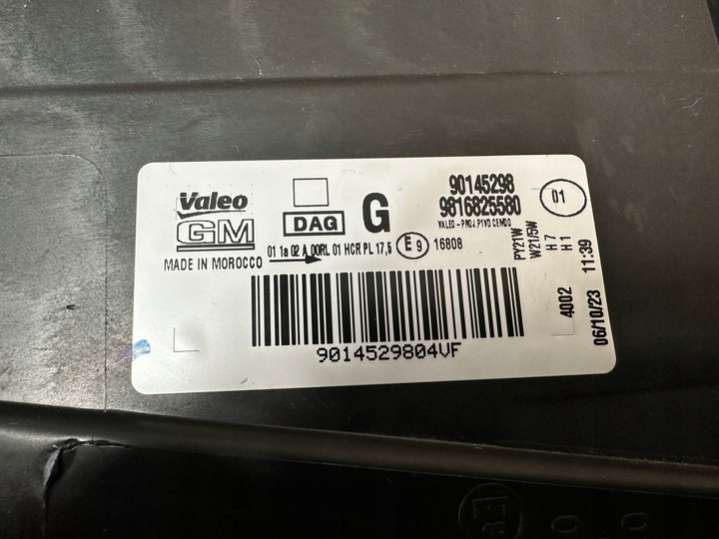 Valeo
GM
MADE IN MOROCCO
DAG
G
90145298
9816825580
01
01 1a 02 A 00RL 01 HCR PL 17,5
E9
16808
PY21W
W21/5W
H7
H1
4002
06/10/23 11:39
9014529804VF